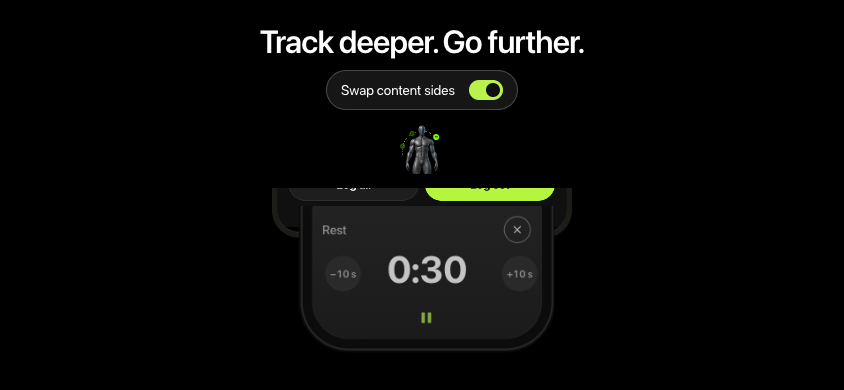 Track deeper. Go further.
Swap content sides
Rest
0:30
−10 s
+10 s